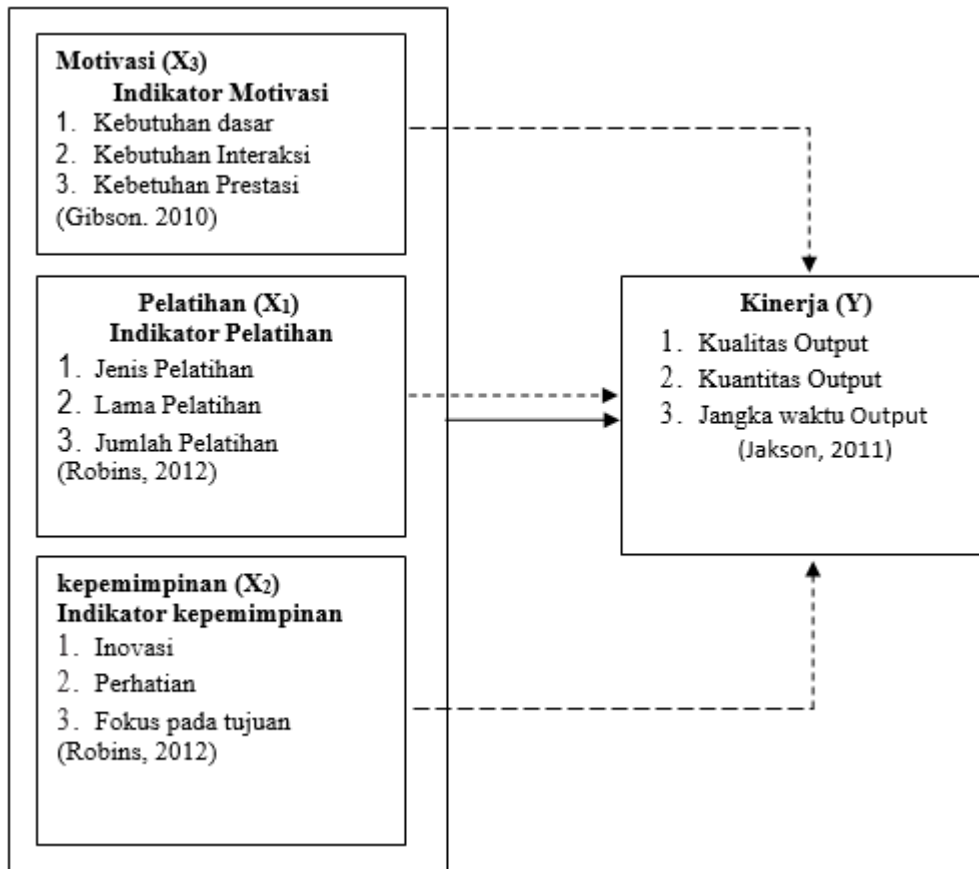 Motivasi (X3)
Indikator Motivasi
1. Kebutuhan dasar
2. Kebutuhan Interaksi
3. Kebetuhan Prestasi
(Gibson. 2010)
Pelatihan (X1)
Indikator Pelatihan
1. Jenis Pelatihan
2. Lama Pelatihan
3. Jumlah Pelatihan
(Robins, 2012)
kepemimpinan (X2)
Indikator kepemimpinan
1. Inovasi
2. Perhatian
3. Fokus pada tujuan
(Robins, 2012)
Kinerja (Y)
1. Kualitas Output
2. Kuantitas Output
3. Jangka waktu Output
(Jakson, 2011)